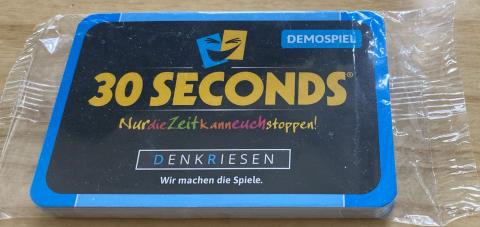 DEMOSPIEL
30 SECONDS®
NurdieZeitkanneuchstoppen!
DENKRIESEN
Wir machen die Spiele.